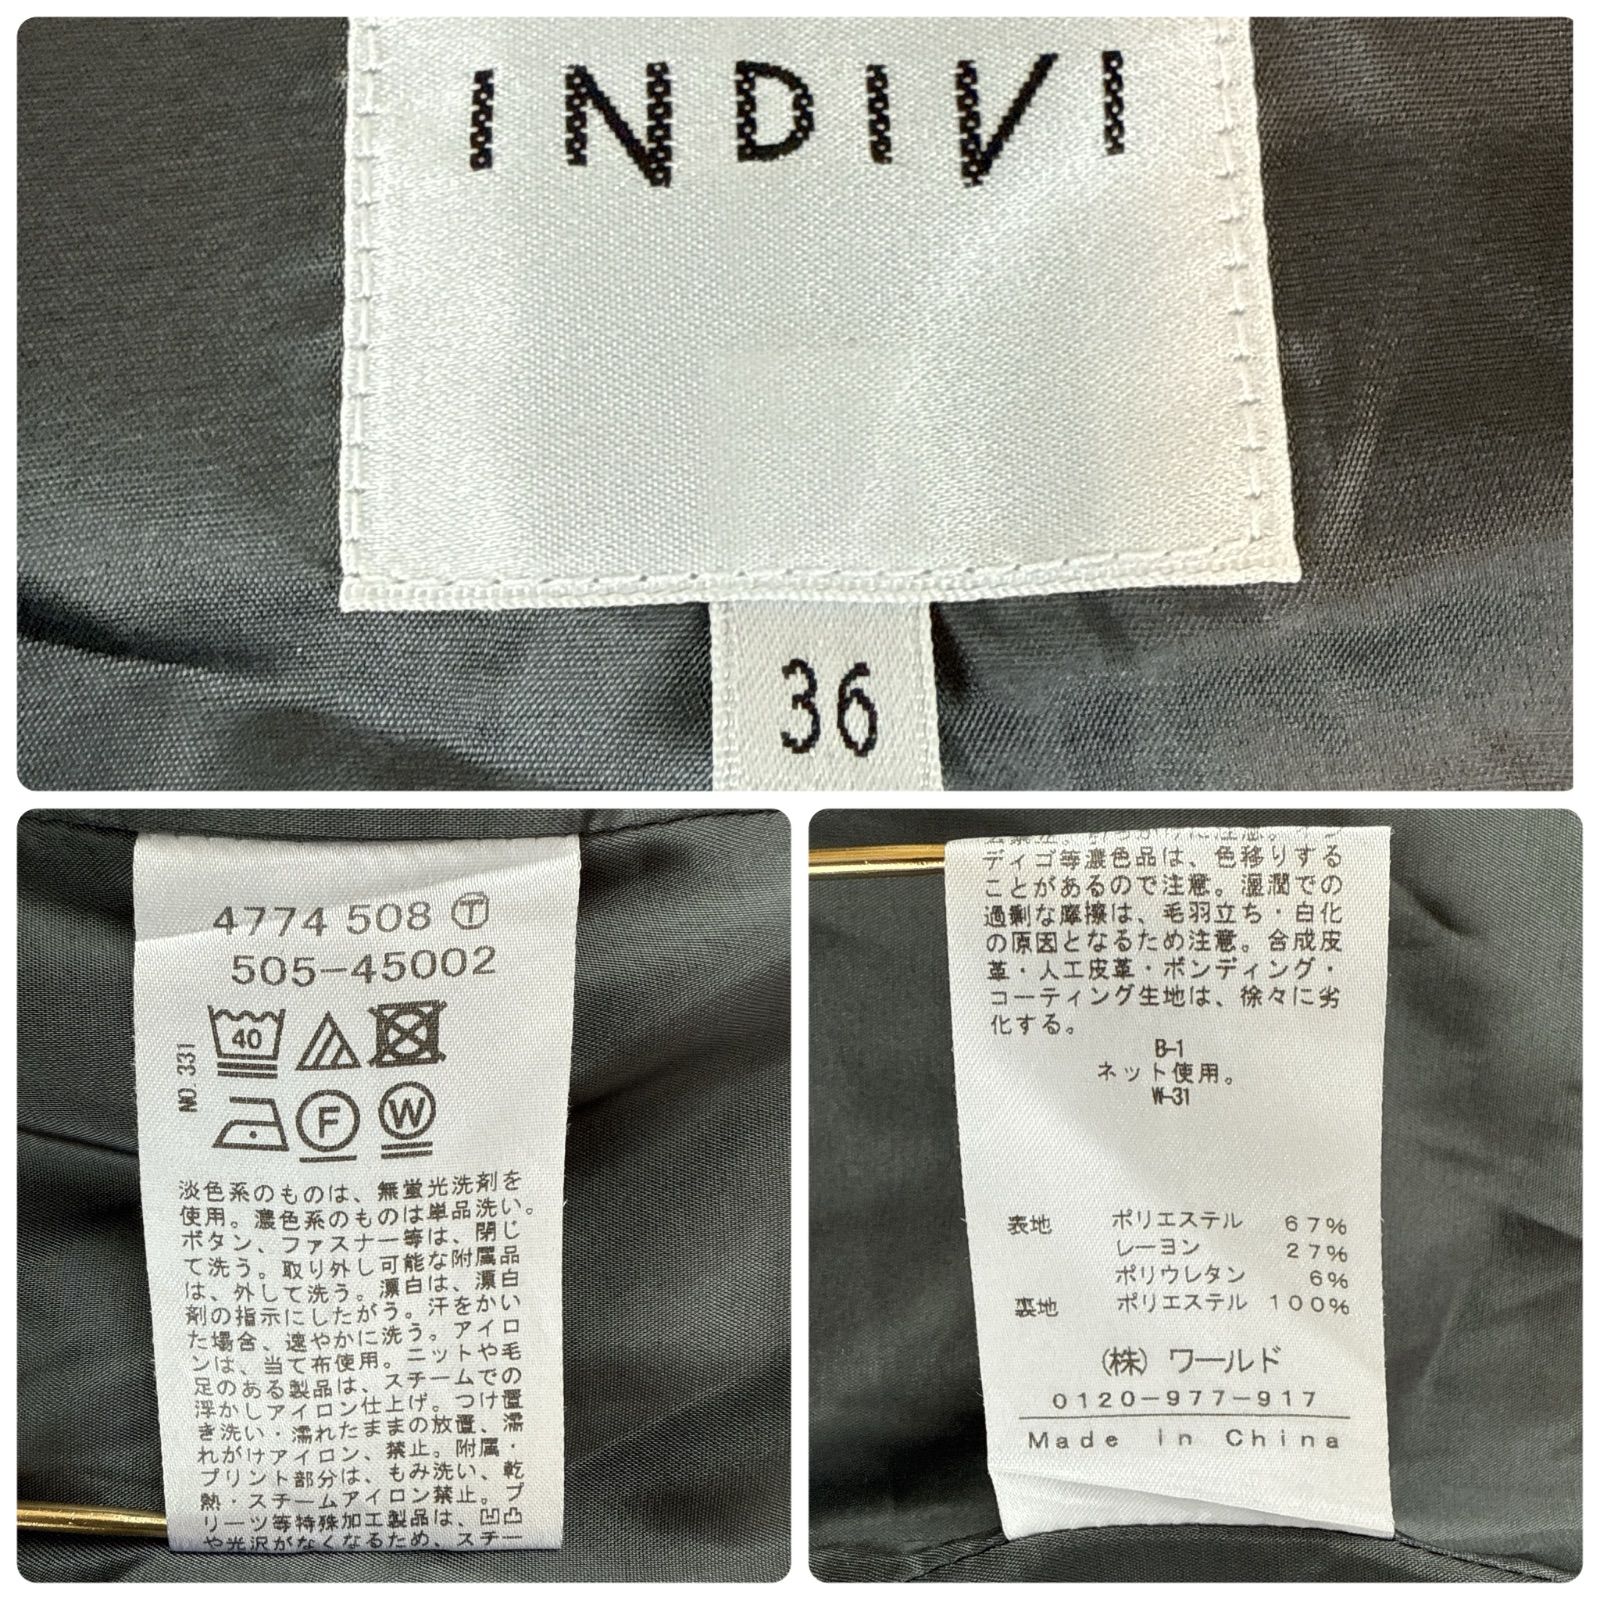 INDIVI
36
4774 508 Ⓣ
505-45002
40
NO.331
F
W
淡色系のものは、無蛍光洗剤を
使用。濃色系のものは単品洗い。
ボタン、ファスナー等は、閉じ
て洗う。取り外し可能な附属品
は、外して洗う。漂白は、漂白
剤の指示にしたがう。汗をかい
た場合、速やかに洗う。アイロ
ンは、当て布使用。ニットや毛
足のある製品は、スチームでの
浮かしアイロン仕上げ。つけ置
き洗い・濡れたままの放置、濡
れがけアイロン、禁止。附属・
プリント部分は、もみ洗い、乾
熱・スチームアイロン禁止。プ
リーツ等特殊加工製品は、凹凸
や光沢がなくなるため、スチー
ディゴ等濃色品は、色移りする
ことがあるので注意。湿潤での
過剰な摩擦は、毛羽立ち・白化
の原因となるため注意。合成皮
革・人工皮革・ボンディング・
コーティング生地は、徐々に劣
化する。
B-1
ネット使用。
W-31
表地 ポリエステル 67%
レーヨン 27%
ポリウレタン 6%
裏地 ポリエステル 100%
(株) ワールド
0120-977-917
Made in China